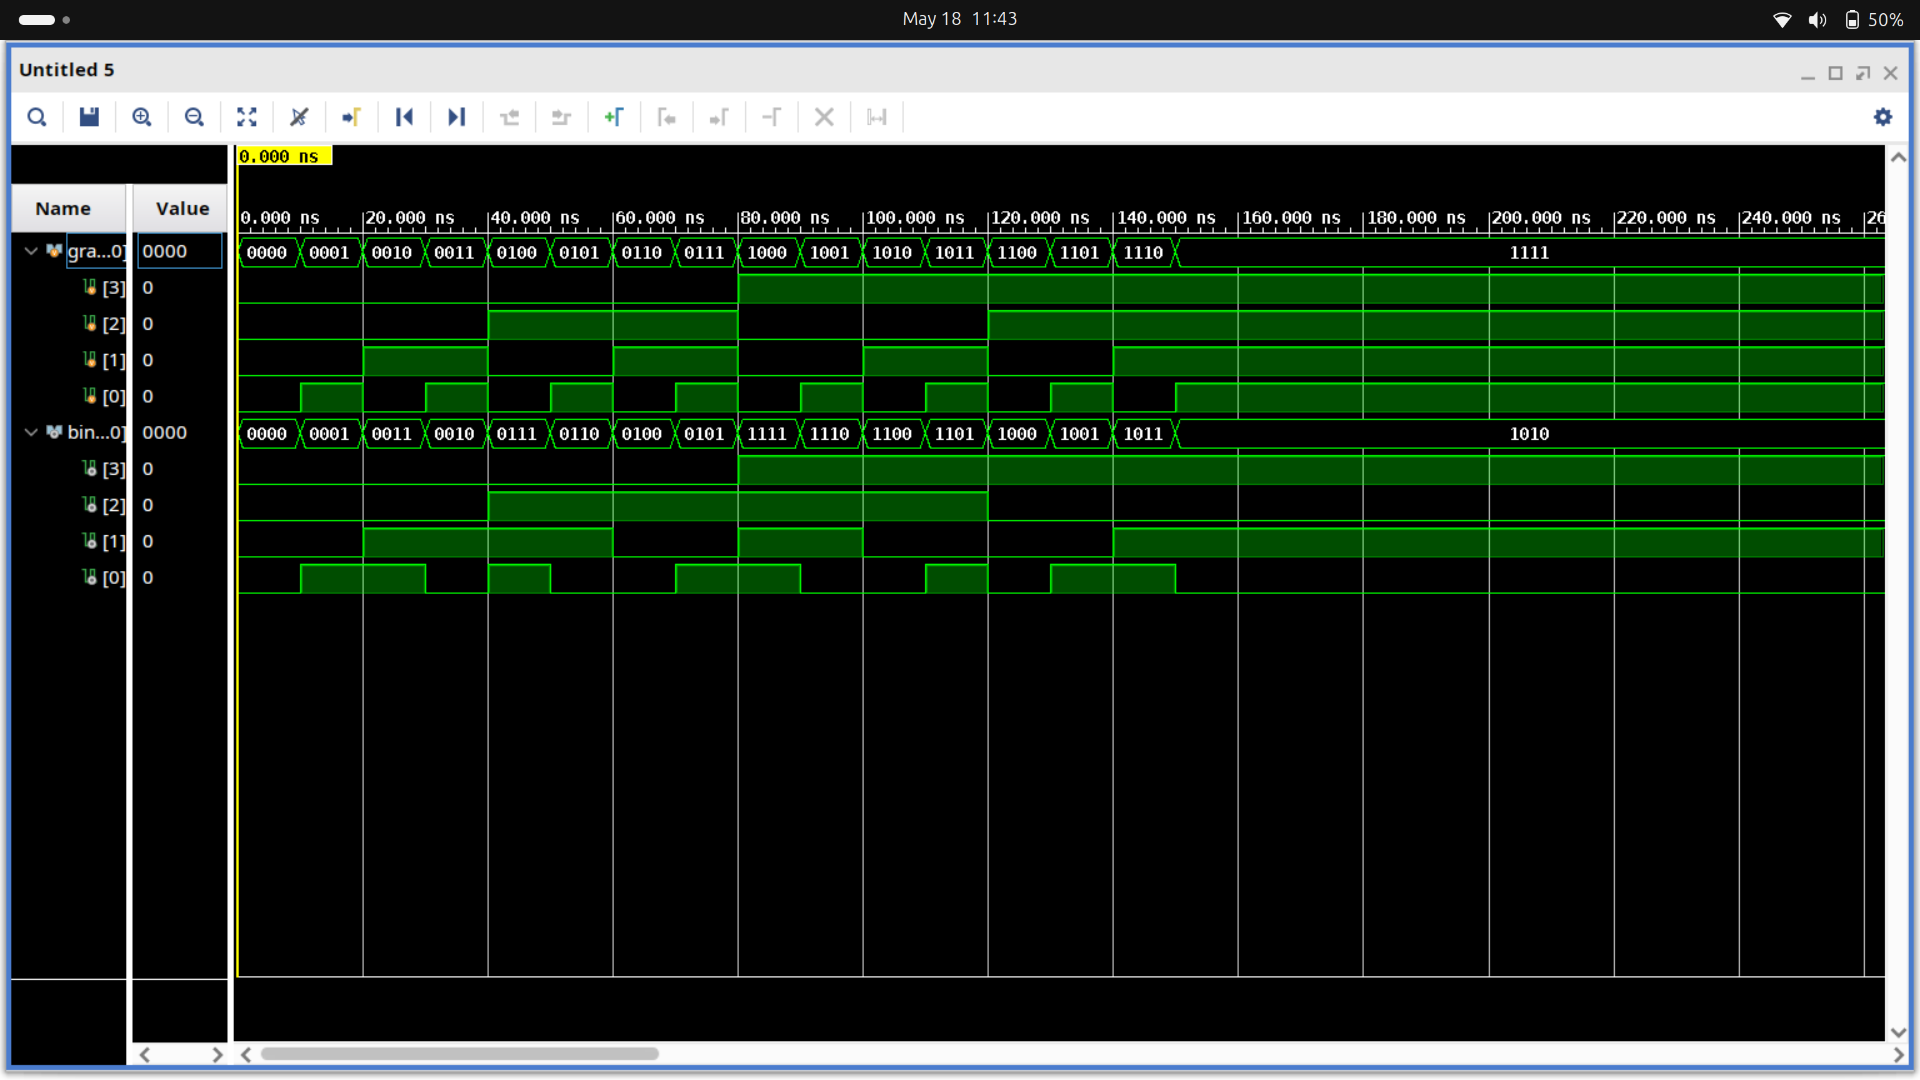 May 18 11:43
50%
Untitled 5
0.000 ns
Name Value
0.000 ns 20.000 ns 40.000 ns 60.000 ns 80.000 ns 100.000 ns 120.000 ns 140.000 ns 160.000 ns 180.000 ns 200.000 ns 220.000 ns 240.000 ns 26
gra...0] 0000 0000 0001 0010 0011 0100 0101 0110 0111 1000 1001 1010 1011 1100 1101 1110 1111
[3] 0
[2] 0
[1] 0
[0] 0
bin...0] 0000 0000 0001 0011 0010 0111 0110 0100 0101 1111 1110 1100 1101 1000 1001 1011 1010
[3] 0
[2] 0
[1] 0
[0] 0